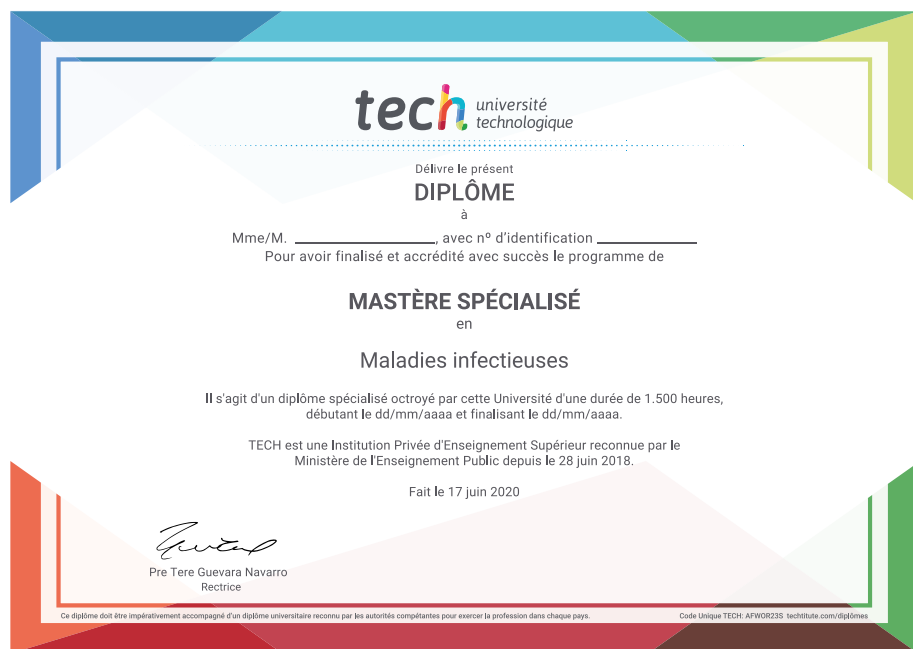 tech université
technologique
Délivre le présent
DIPLÔME
à
Mme/M. ____________, avec nº d'identification ____________
Pour avoir finalisé et accrédité avec succès le programme de
MASTÈRE SPÉCIALISÉ
en
Maladies infectieuses
Il s'agit d'un diplôme spécialisé octroyé par cette Université d'une durée de 1.500 heures,
débutant le dd/mm/aaaa et finalisant le dd/mm/aaaa.
TECH est une Institution Privée d'Enseignement Supérieur reconnue par le
Ministère de l'Enseignement Public depuis le 28 juin 2018.
Fait le 17 juin 2020
Pre Tere Guevara Navarro
Rectrice
Ce diplôme doit être impérativement accompagné d'un diplôme universitaire reconnu par les autorités compétantes pour exercer la profession dans chaque pays.
Code Unique TECH: AFWOR23S techtitute.com/diplômes